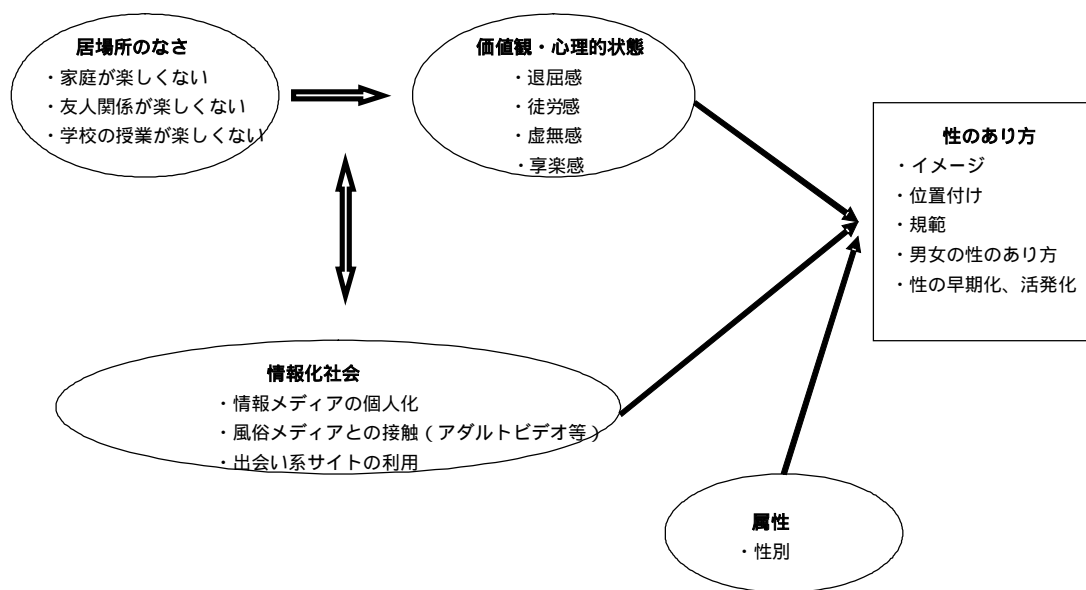 居場所のなさ
・家庭が楽しくない
・友人関係が楽しくない
・学校の授業が楽しくない
価値観・心理的状態
・退屈感
・徒労感
・虚無感
・享楽感
性のあり方
・イメージ
・位置付け
・規範
・男女の性のあり方
・性の早期化、活発化
情報化社会
・情報メディアの個人化
・風俗メディアとの接触（アダルトビデオ等）
・出会い系サイトの利用
属性
・性別